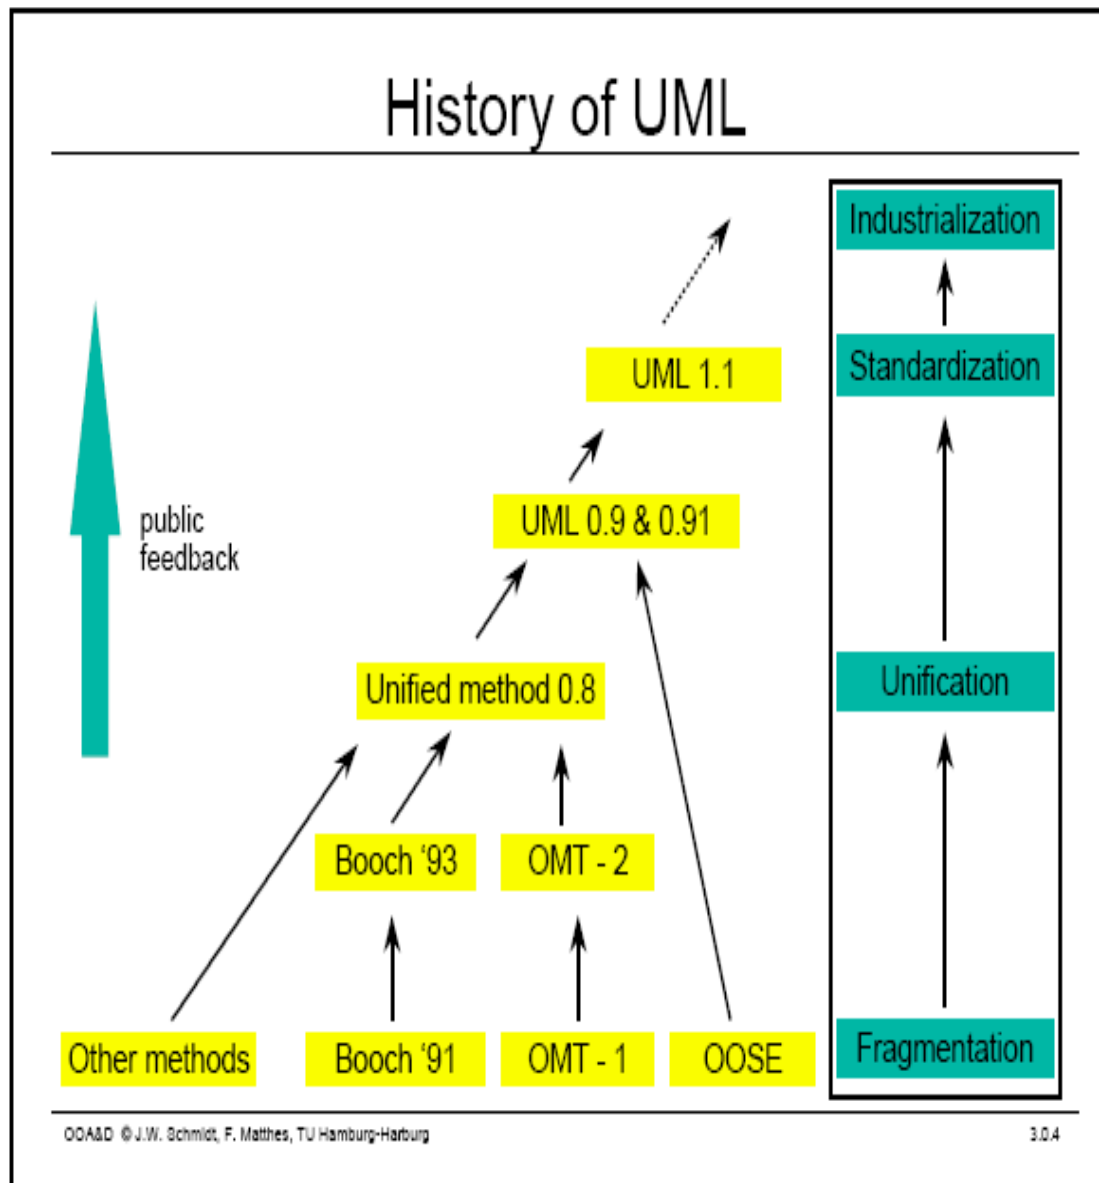 History of UML
Industrialization
UML 1.1
Standardization
public
feedback
UML 0.9 & 0.91
Unified method 0.8
Unification
Booch ‘93
OMT - 2
Other methods
Booch ‘91
OMT - 1
OOSE
Fragmentation
OOA&D © J.W. Schmidt, F. Matthes, TU Hamburg-Harburg
3.0.4